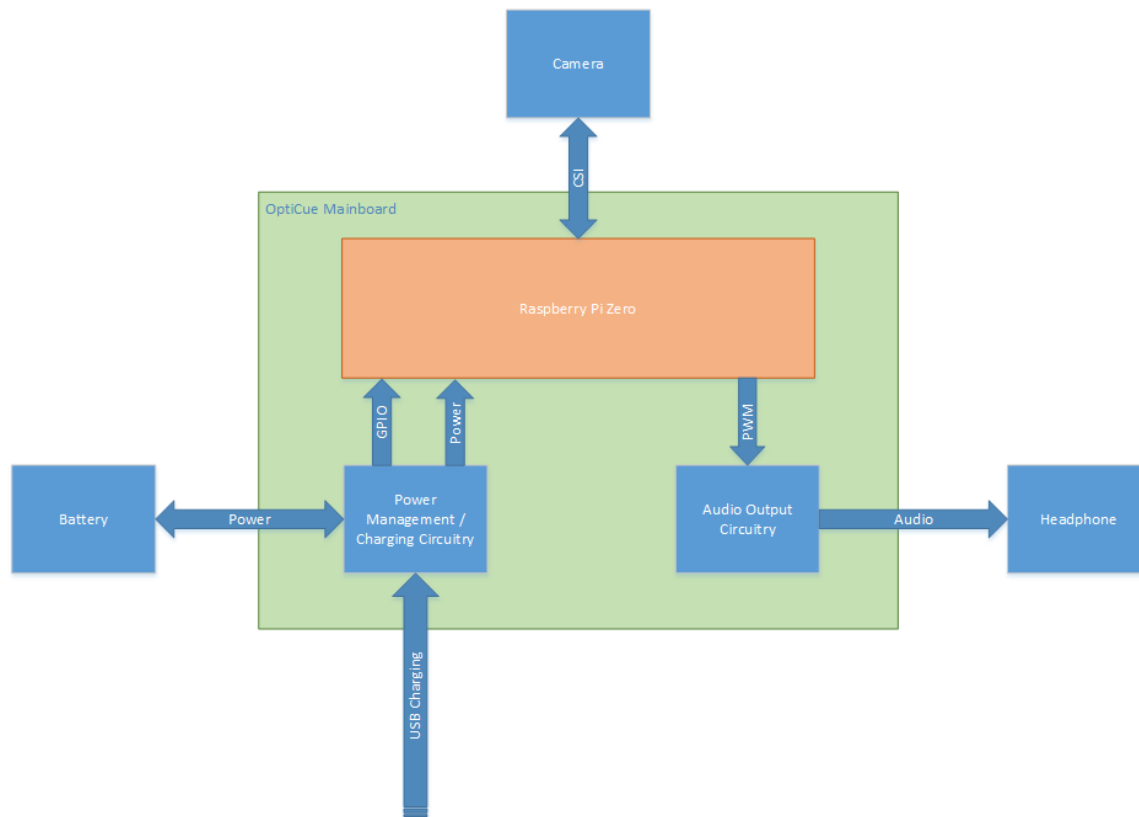 Camera
CSI
OptiCue Mainboard
Raspberry Pi Zero
GPIO
Power
PWM
Battery
Power
Power
Management /
Charging Circuitry
Audio Output
Circuitry
Audio
Headphone
USB Charging